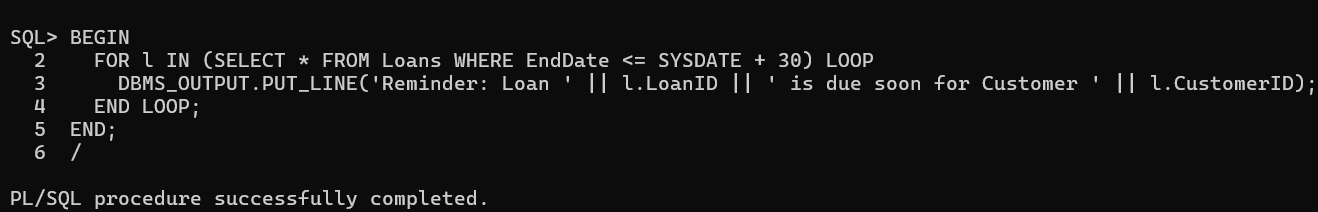 SQL> BEGIN
  2    FOR l IN (SELECT * FROM Loans WHERE EndDate <= SYSDATE + 30) LOOP
  3      DBMS_OUTPUT.PUT_LINE('Reminder: Loan ' || l.LoanID || ' is due soon for Customer ' || l.CustomerID);
  4    END LOOP;
  5  END;
  6  /
PL/SQL procedure successfully completed.